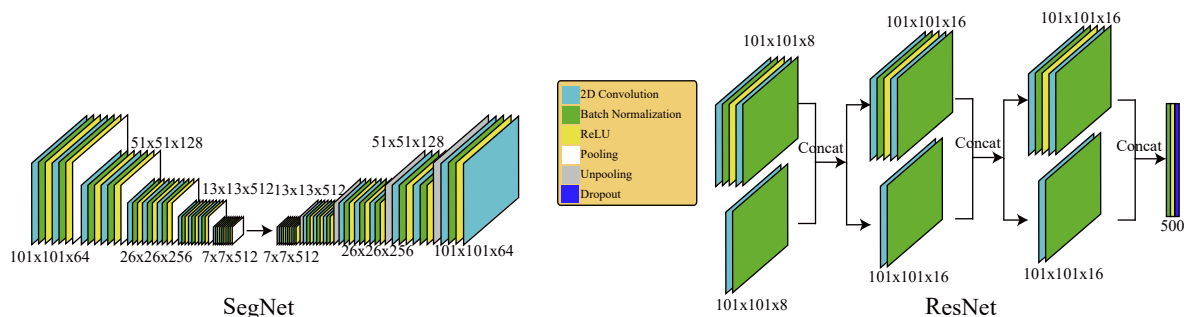 51x51x128
13x13x512
101x101x64
26x26x256
7x7x512
7x7x512
13x13x512
26x26x256
51x51x128
101x101x64
SegNet
2D Convolution
Batch Normalization
ReLU
Pooling
Unpooling
Dropout
101x101x8
101x101x8
Concat
101x101x16
101x101x16
Concat
101x101x16
101x101x16
Concat
500
ResNet